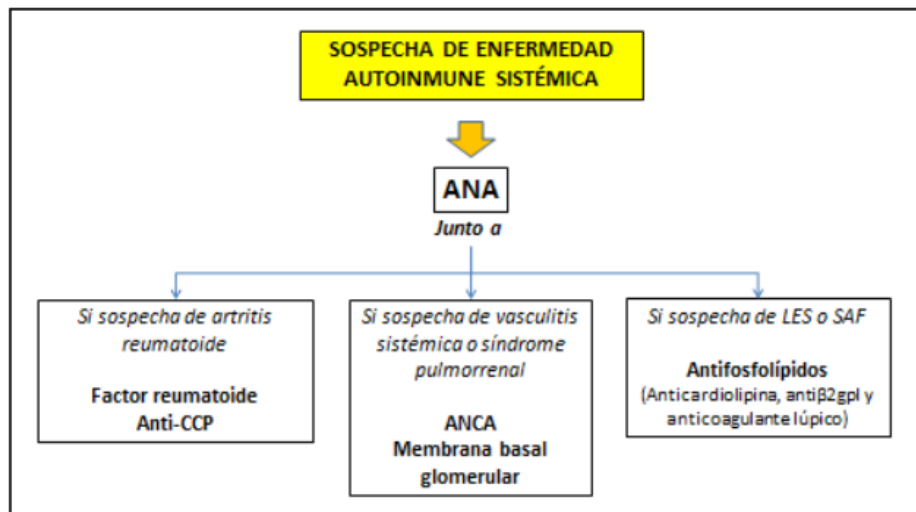 SOSPECHA DE ENFERMEDAD
AUTOINMUNE SISTÉMICA
ANA
Junto a
Si sospecha de artritis
reumatoide
Factor reumatoide
Anti-CCP
Si sospecha de vasculitis
sistémica o síndrome
pulmorrenal
ANCA
Membrana basal
glomerular
Si sospecha de LES o SAF
Antifosfolípidos
(Anticardiolipina, antiβ2gpl y
anticoagulante lúpico)